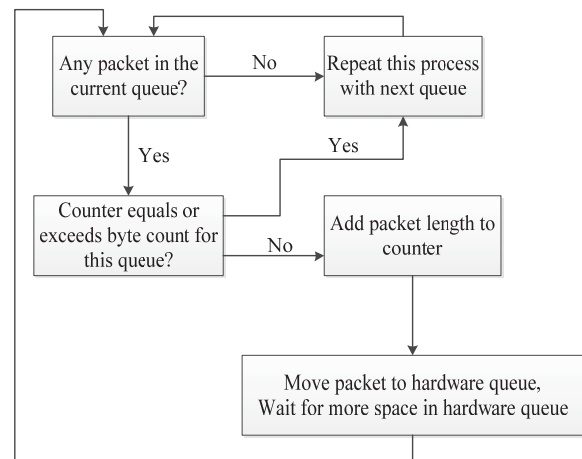 Any packet in the
current queue?
No
Repeat this process
with next queue
Yes
Yes
Counter equals or
exceeds byte count for
this queue?
No
Add packet length to
counter
Move packet to hardware queue,
Wait for more space in hardware queue